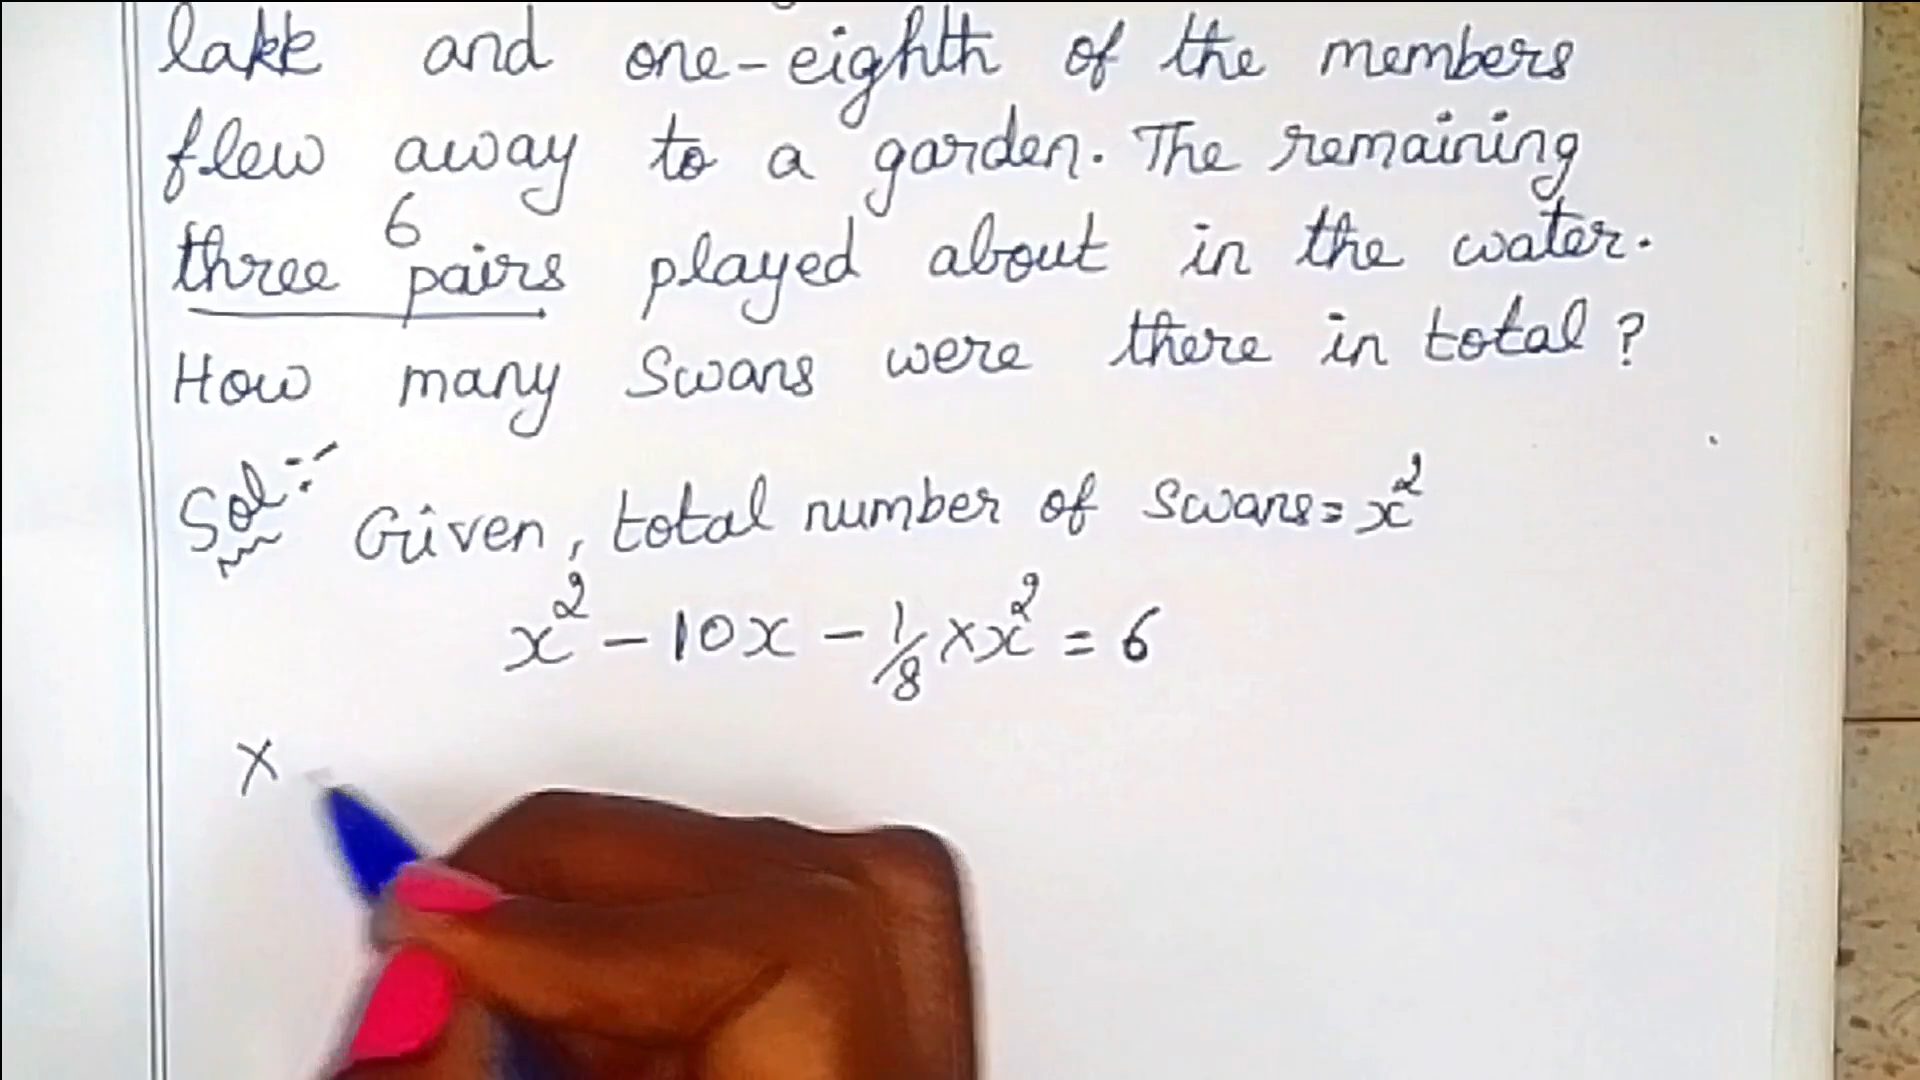 lake and one-eighth of the members
flew away to a garden. The remaining
6
three pairs played about in the water.
How many Swans were there in total?
Sol:- Given, total number of Swans = x²
x² - 10x - 1/8 × x² = 6
×